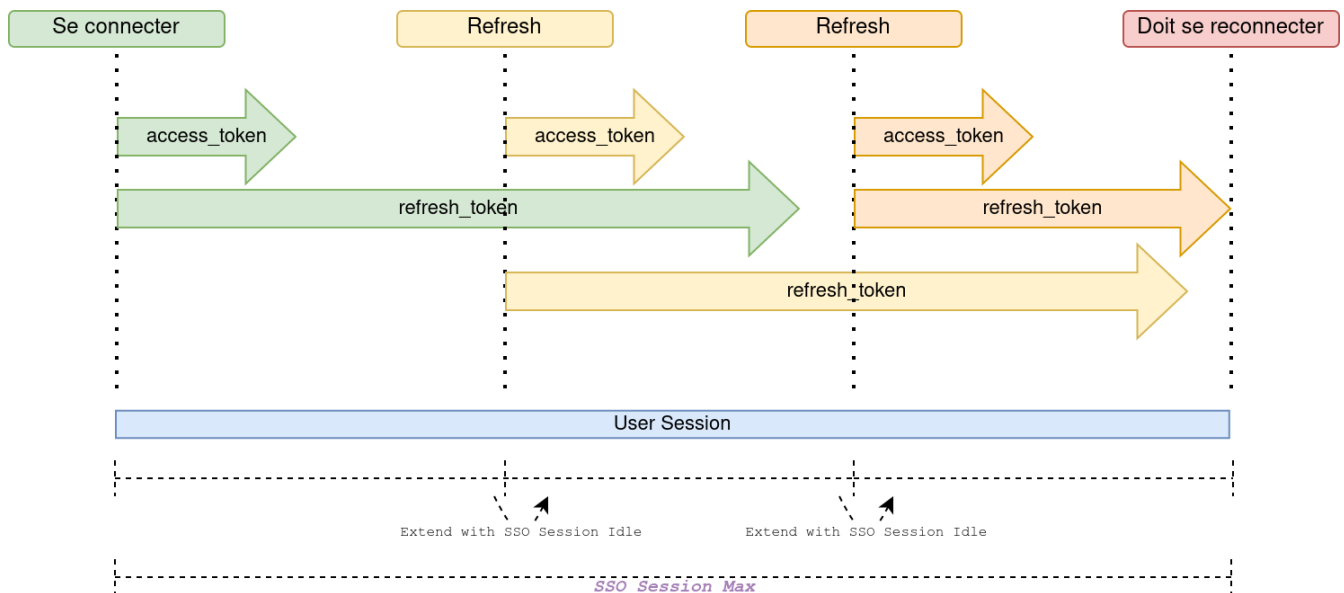 Se connecter
Refresh
Refresh
Doit se reconnecter
access_token
access_token
access_token
refresh_token
refresh_token
refresh_token
User Session
Extend with SSO Session Idle
Extend with SSO Session Idle
SSO Session Max